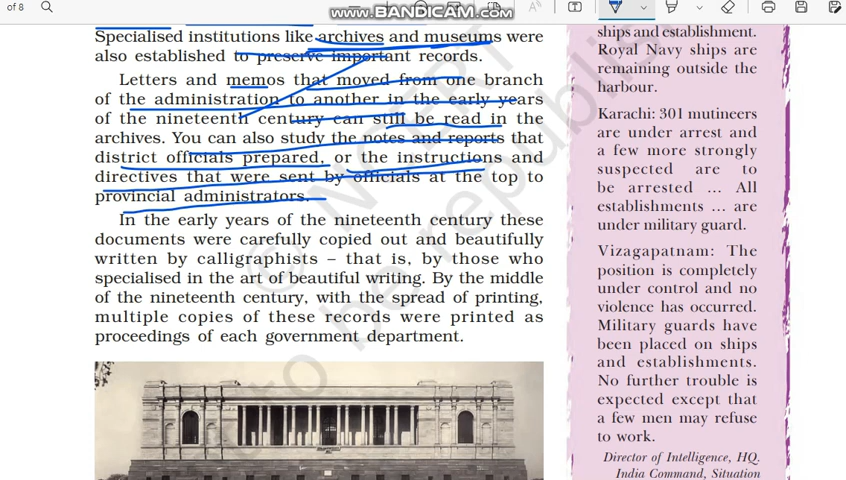 of 8
www.BANDICAM.com
Specialised institutions like archives and museums were
also established to preserve important records.
Letters and memos that moved from one branch
of the administration to another in the early years
of the nineteenth century can still be read in the
archives. You can also study the notes and reports that
district officials prepared, or the instructions and
directives that were sent by officials at the top to
provincial administrators.
In the early years of the nineteenth century these
documents were carefully copied out and beautifully
written by calligraphists – that is, by those who
specialised in the art of beautiful writing. By the middle
of the nineteenth century, with the spread of printing,
multiple copies of these records were printed as
proceedings of each government department.
ships and establishment.
Royal Navy ships are
remaining outside the
harbour.
Karachi: 301 mutineers
are under arrest and
a few more strongly
suspected are to
be arrested ... All
establishments ... are
under military guard.
Vizagapatnam: The
position is completely
under control and no
violence has occurred.
Military guards have
been placed on ships
and establishments.
No further trouble is
expected except that
a few men may refuse
to work.
Director of Intelligence, HQ.
India Command, Situation
© NCERT
to be republis